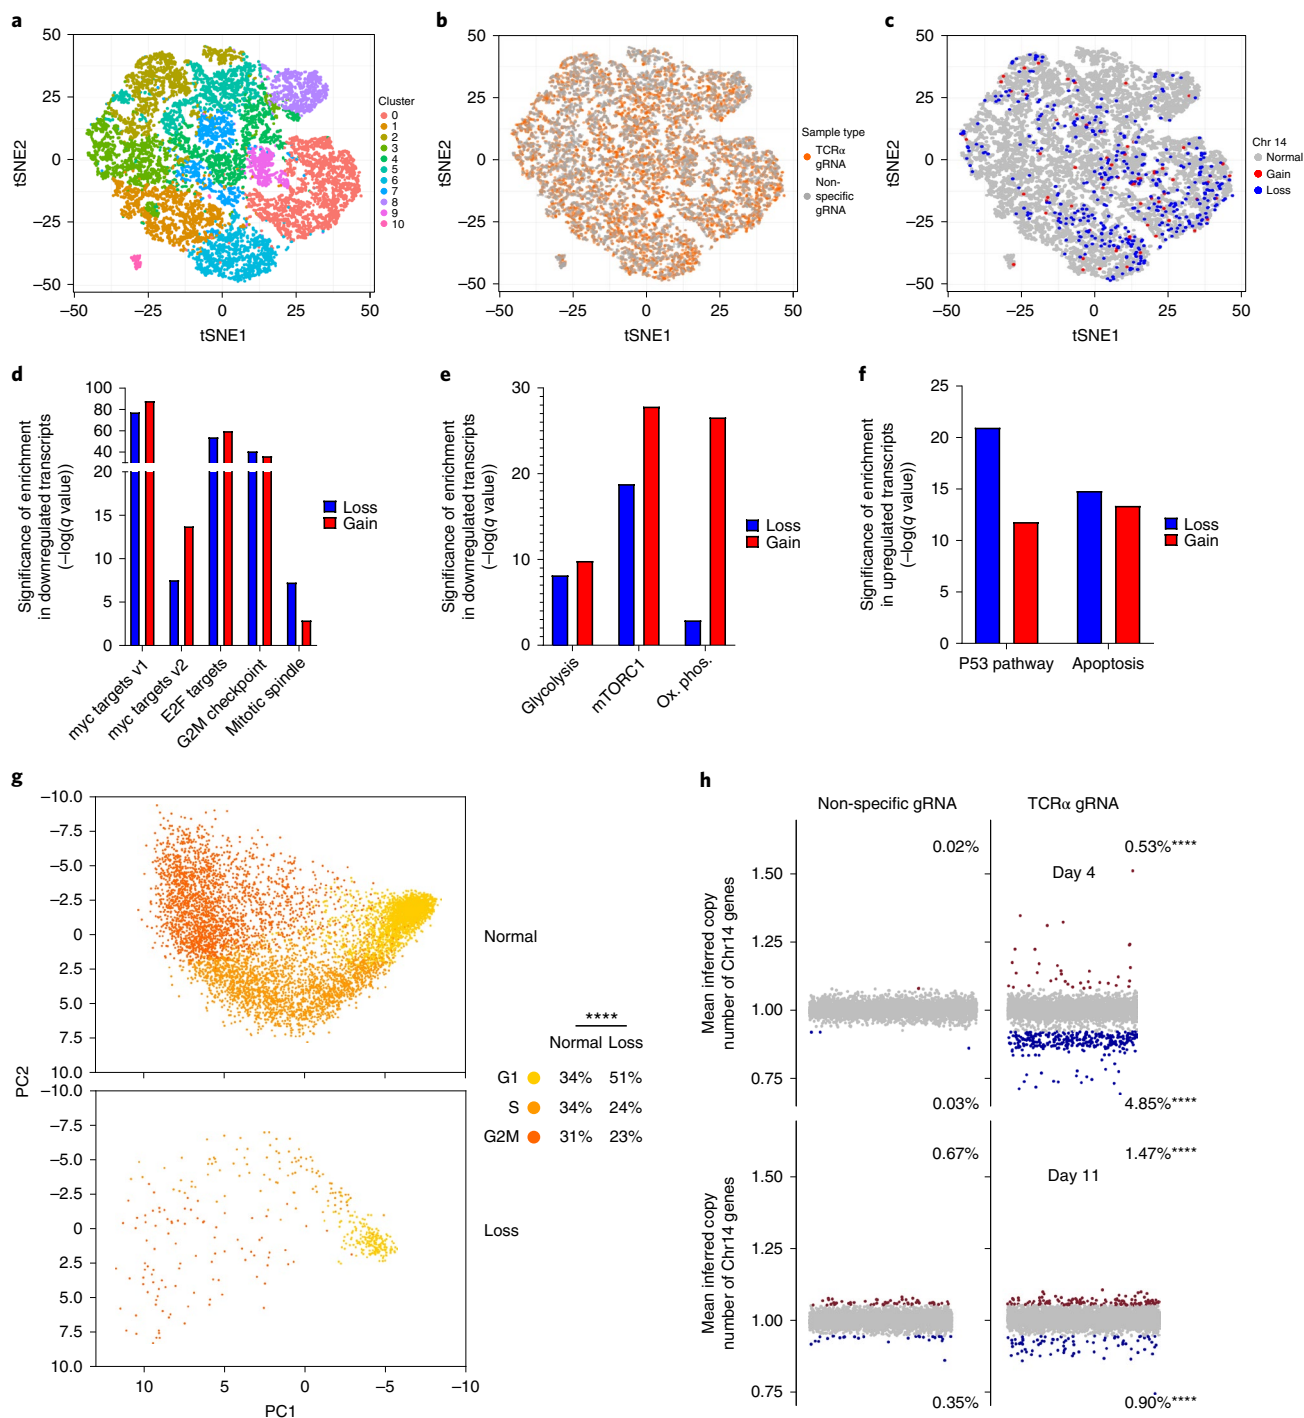 a
50
25
0
−25
−50
tSNE2
−50
−25
0
25
50
tSNE1
Cluster
0
1
2
3
4
5
6
7
8
9
10
b
50
25
0
−25
−50
tSNE2
−50
−25
0
25
50
tSNE1
Sample type
TCRα
gRNA
Non-
specific
gRNA
c
50
25
0
−25
−50
tSNE2
−50
−25
0
25
50
tSNE1
Chr 14
Normal
Gain
Loss
d
Significance of enrichment
in downregulated transcripts
(−log(q value))
100
80
60
40
20
15
10
5
0
myc targets v1
myc targets v2
E2F targets
G2M checkpoint
Mitotic spindle
Loss
Gain
e
Significance of enrichment
in downregulated transcripts
(−log(q value))
30
20
10
0
Glycolysis
mTORC1
Ox. phos.
Loss
Gain
f
Significance of enrichment
in upregulated transcripts
(−log(q value))
25
20
15
10
5
0
P53 pathway
Apoptosis
Loss
Gain
g
−10.0
−7.5
−5.0
−2.5
0
2.5
5.0
7.5
10.0
Normal
PC2
−10.0
−7.5
−5.0
−2.5
0
2.5
5.0
7.5
10.0
Loss
10
5
0
−5
−10
PC1
****
Normal Loss
G1 34% 51%
S 34% 24%
G2M 31% 23%
h
Non-specific gRNA
TCRα gRNA
Mean inferred copy
number of Chr14 genes
1.50
1.25
1.00
0.75
0.02%
0.53%****
Day 4
0.03%
4.85%****
Mean inferred copy
number of Chr14 genes
1.50
1.25
1.00
0.75
0.67%
1.47%****
Day 11
0.35%
0.90%****